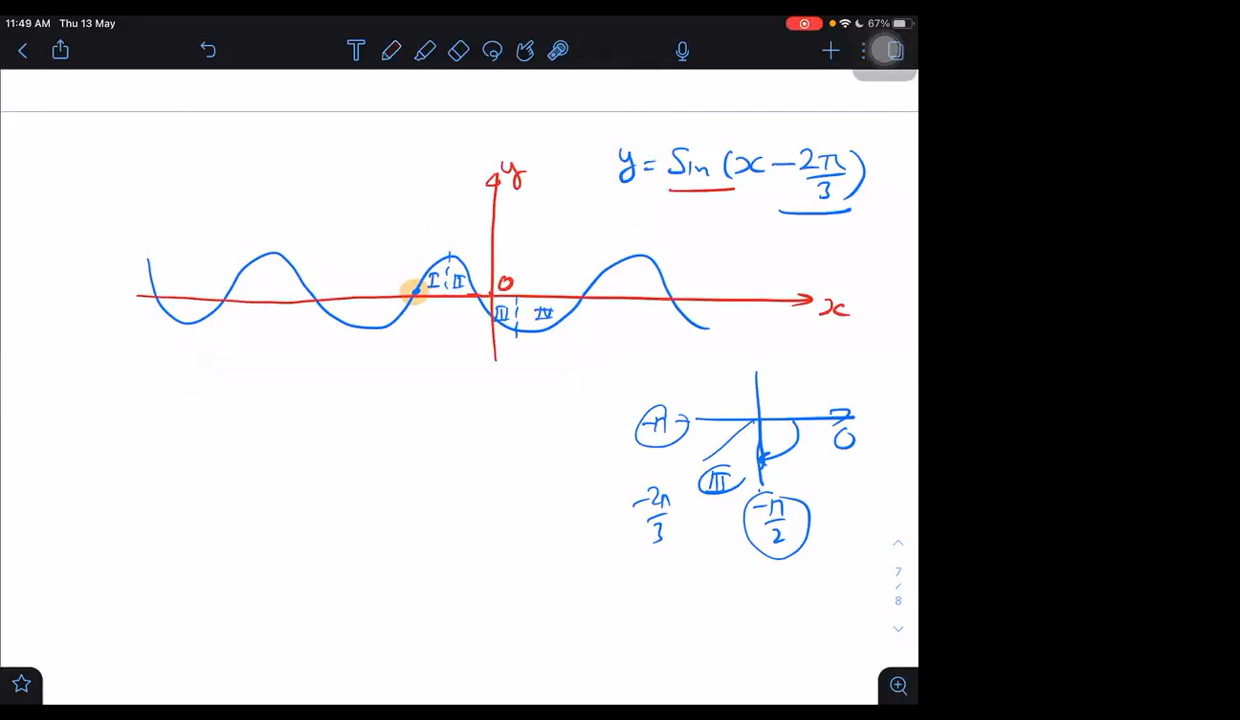 11:49 AM Thu 13 May
67%
T
y
y = Sin (x - 2π/3)
I II
0
III IV
x
-π
0
III
-2π/3
-π/2
7
/
8